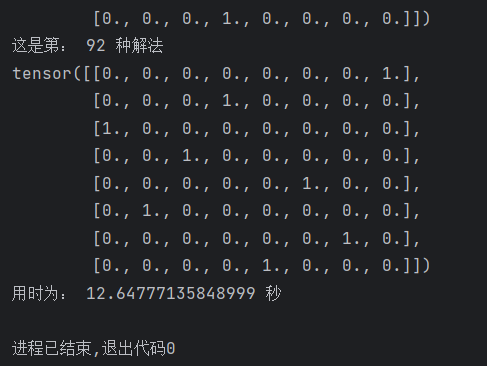 [0., 0., 0., 1., 0., 0., 0., 0.]])
这是第： 92 种解法
tensor([[0., 0., 0., 0., 0., 0., 0., 1.],
[0., 0., 0., 1., 0., 0., 0., 0.],
[1., 0., 0., 0., 0., 0., 0., 0.],
[0., 0., 1., 0., 0., 0., 0., 0.],
[0., 0., 0., 0., 0., 1., 0., 0.],
[0., 1., 0., 0., 0., 0., 0., 0.],
[0., 0., 0., 0., 0., 0., 1., 0.],
[0., 0., 0., 0., 1., 0., 0., 0.]])
用时为： 12.64777135848999 秒
进程已结束,退出代码0